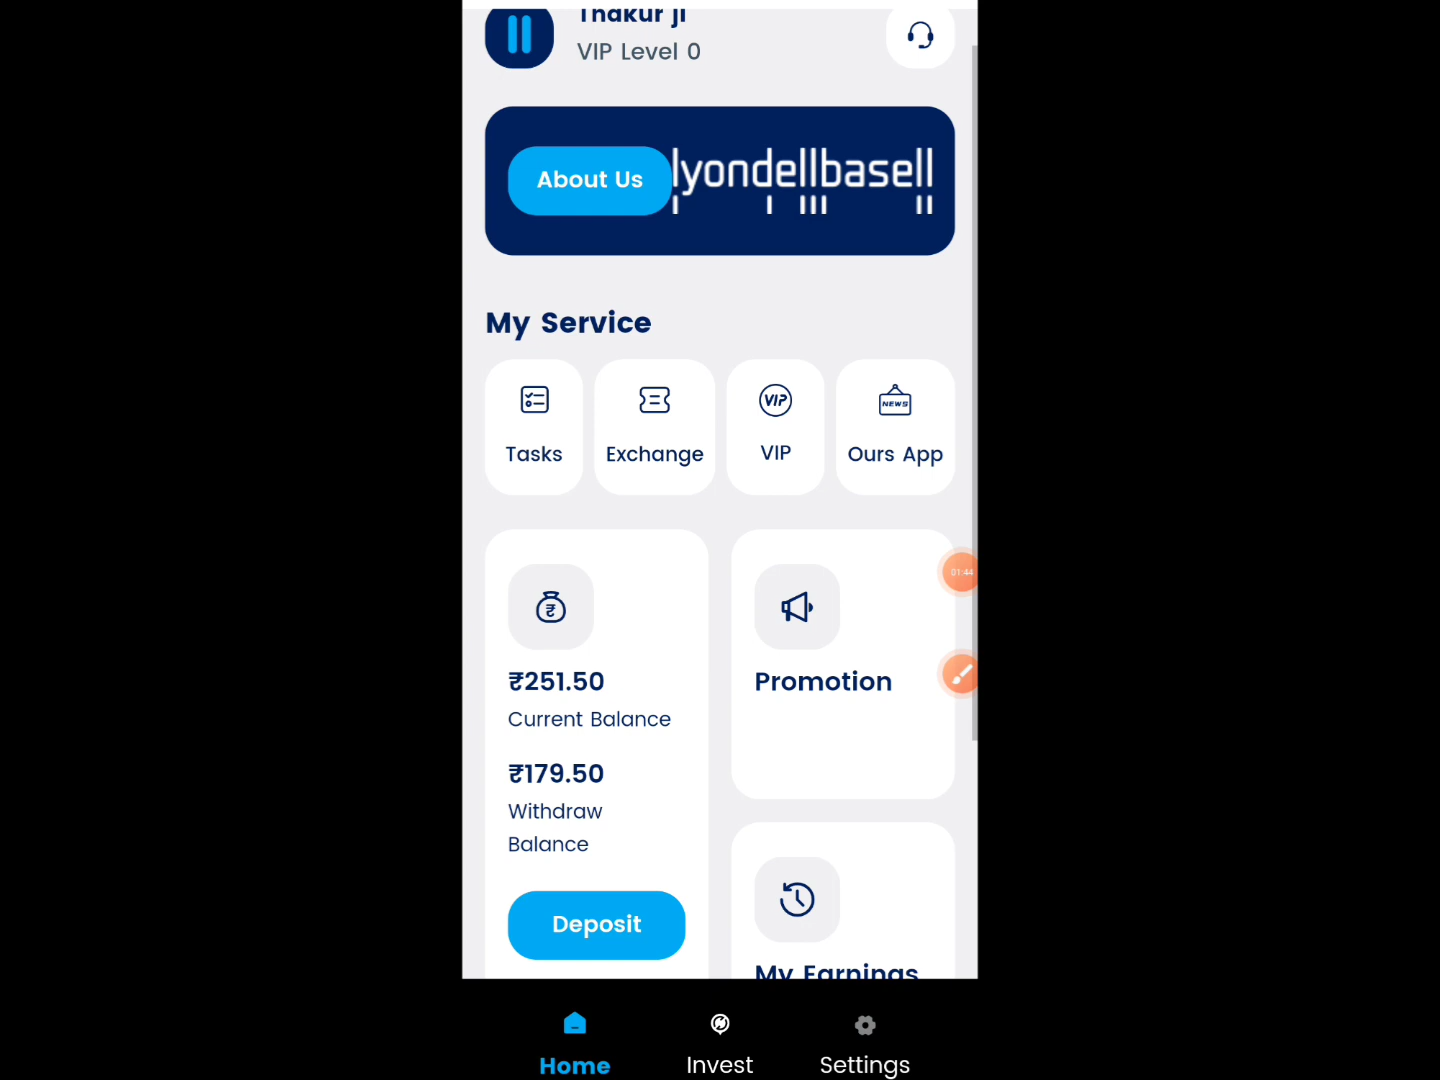 Thakur ji
VIP Level 0
About Us
lyondellbasell
My Service
VIP
NEWS
Tasks
Exchange
VIP
Ours App
₹
01:44
₹251.50
Promotion
Current Balance
₹179.50
Withdraw
Balance
Deposit
My Earnings
Home
Invest
Settings